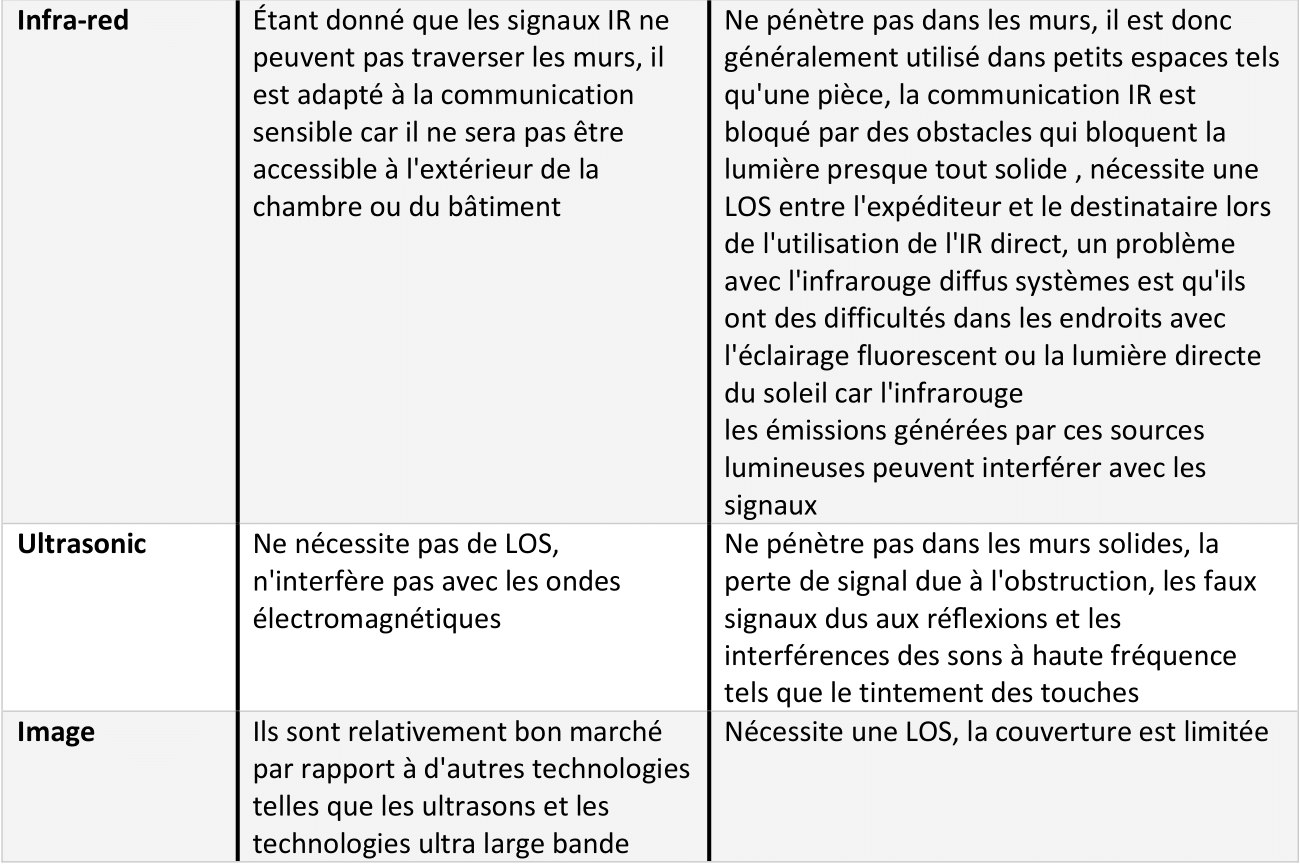 Infra-red
Étant donné que les signaux IR ne
peuvent pas traverser les murs, il
est adapté à la communication
sensible car il ne sera pas être
accessible à l'extérieur de la
chambre ou du bâtiment
Ne pénètre pas dans les murs, il est donc
généralement utilisé dans petits espaces tels
qu'une pièce, la communication IR est
bloqué par des obstacles qui bloquent la
lumière presque tout solide , nécessite une
LOS entre l'expéditeur et le destinataire lors
de l'utilisation de l'IR direct, un problème
avec l'infrarouge diffus systèmes est qu'ils
ont des difficultés dans les endroits avec
l'éclairage fluorescent ou la lumière directe
du soleil car l'infrarouge
les émissions générées par ces sources
lumineuses peuvent interférer avec les
signaux
Ultrasonic
Ne nécessite pas de LOS,
n'interfère pas avec les ondes
électromagnétiques
Ne pénètre pas dans les murs solides, la
perte de signal due à l'obstruction, les faux
signaux dus aux réflexions et les
interférences des sons à haute fréquence
tels que le tintement des touches
Image
Ils sont relativement bon marché
par rapport à d'autres technologies
telles que les ultrasons et les
technologies ultra large bande
Nécessite une LOS, la couverture est limitée